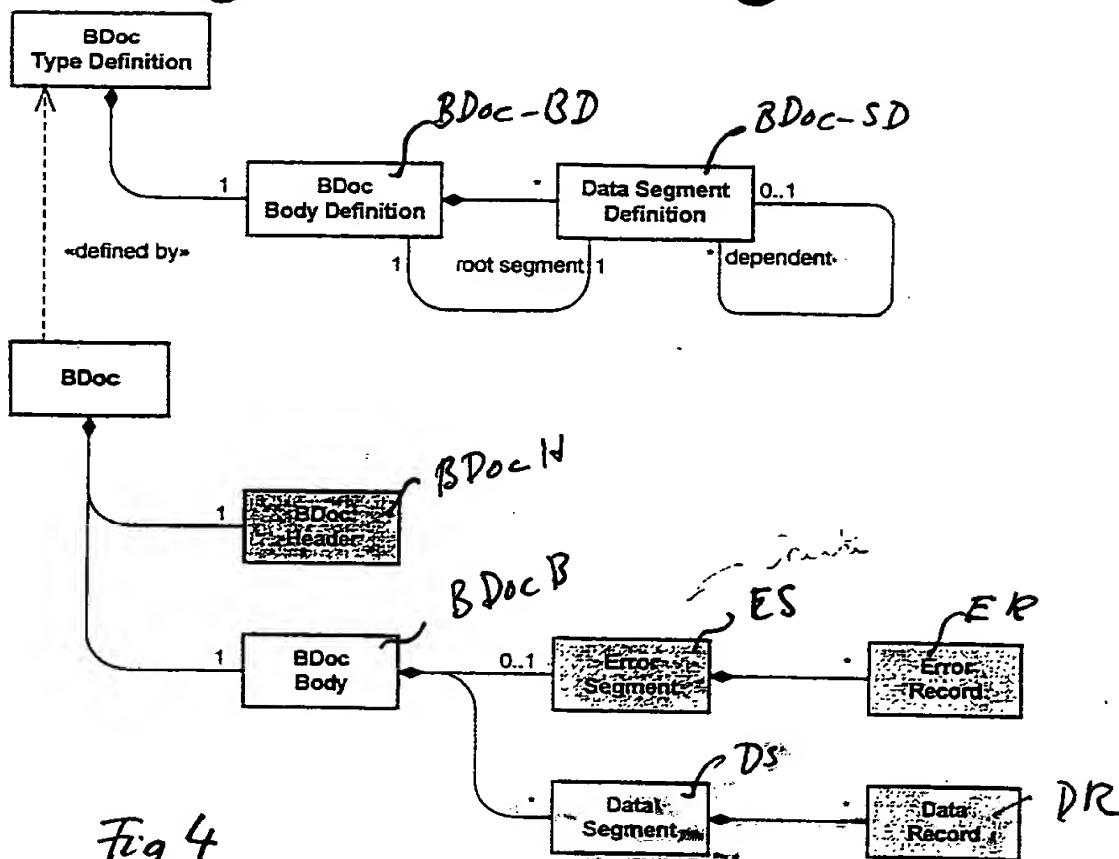 BDoc
Type Definition
BDoc-BD
BDoc-SD
1
BDoc
Body Definition
*
Data Segment
Definition
0..1
«defined by»
1
root segment
1
* dependent
BDoc
BDoc H
1
BDoc
Header
BDoc B
ES
ER
1
BDoc
Body
0..1
Error
Segment
*
Error
Record
DS
DR
*
Data
Segment
*
Data
Record
Fig 4